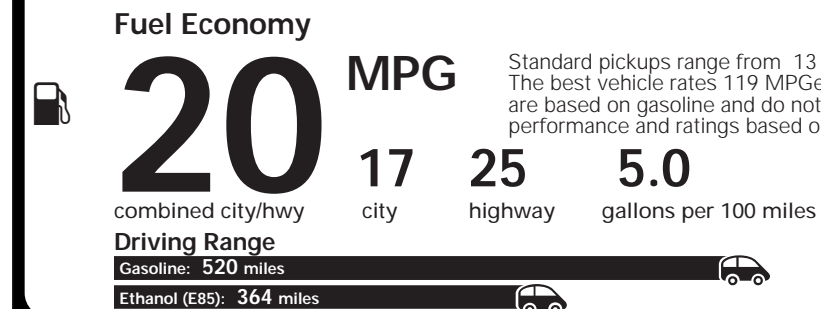 Fuel Economy
20 MPG
Standard pickups range from 13
The best vehicle rates 119 MPGe
are based on gasoline and do not
performance and ratings based o
17 25 5.0
combined city/hwy city highway gallons per 100 miles
Driving Range
Gasoline: 520 miles
Ethanol (E85): 364 miles